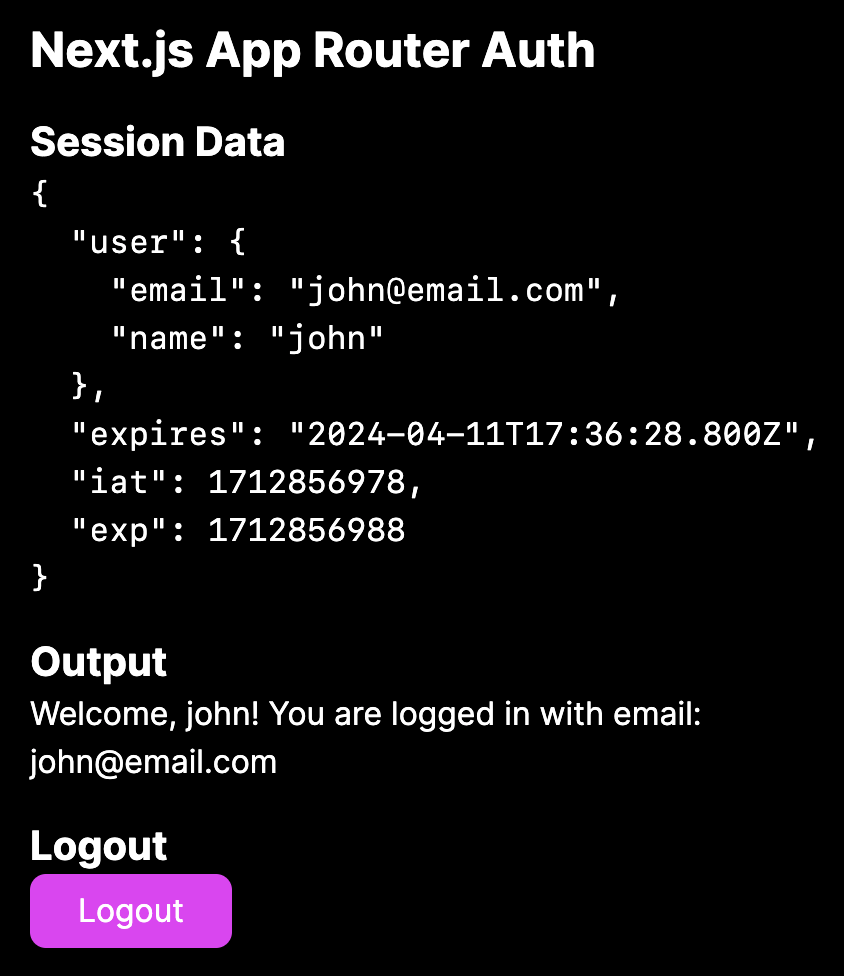 Next.js App Router Auth
Session Data
{
  "user": {
    "email": "john@email.com",
    "name": "john"
  },
  "expires": "2024-04-11T17:36:28.800Z",
  "iat": 1712856978,
  "exp": 1712856988
}
Output
Welcome, john! You are logged in with email:
john@email.com
Logout
Logout